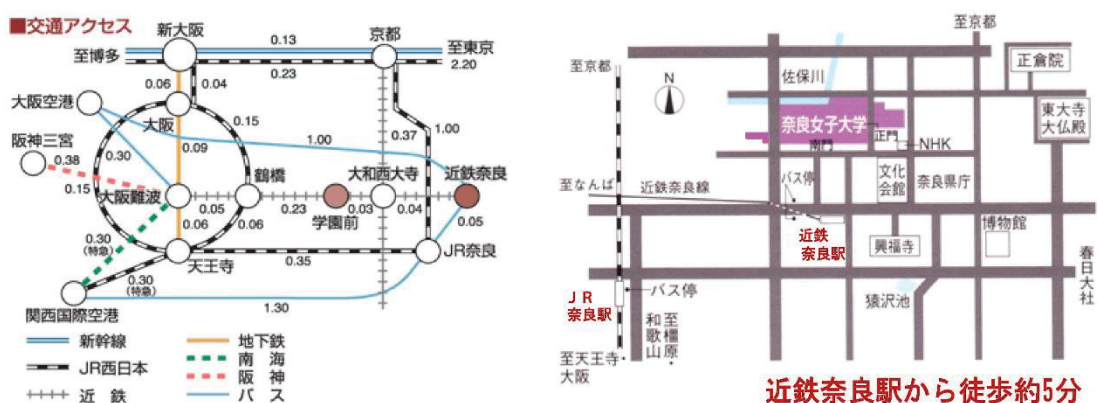 ■交通アクセス
新大阪
京都
至博多
至東京
0.13
0.23
2.20
0.06
0.04
大阪空港
大阪
0.15
0.37
1.00
阪神三宮
0.38
0.30
0.09
1.00
0.15
鶴橋
大和西大寺
近鉄奈良
大阪難波
0.05
0.23
学園前
0.03
0.04
0.05
0.06
0.06
0.30
(特急)
天王寺
0.35
JR奈良
0.30
(特急)
関西国際空港
1.30
新幹線
JR西日本
近鉄
地下鉄
南海
阪神
バス
至京都
至京都
N
佐保川
正倉院
東大寺
大仏殿
奈良女子大学
正門
南門
NHK
文化
会館
奈良県庁
至なんば
近鉄奈良線
バス停
近鉄
奈良駅
興福寺
博物館
春日大社
JR
奈良駅
バス停
猿沢池
至橿原・
和歌山
至天王寺・
大阪
近鉄奈良駅から徒歩約5分